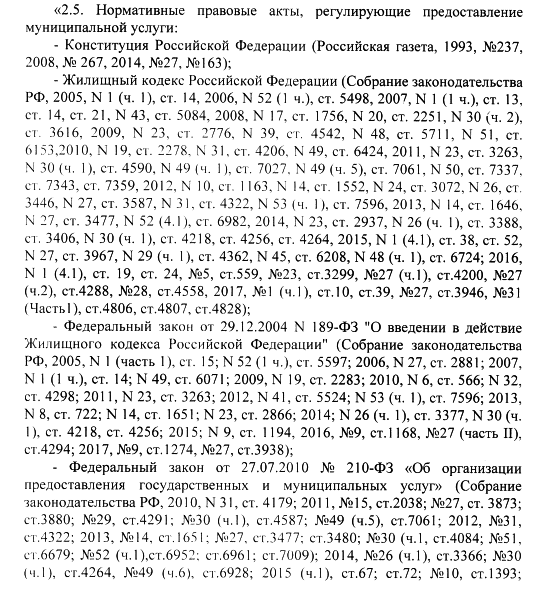 «2.5. Нормативные правовые акты, регулирующие предоставление
муниципальной услуги:
- Конституция Российской Федерации (Российская газета, 1993, №237,
2008, № 267, 2014, №27, №163);
- Жилищный кодекс Российской Федерации (Собрание законодательства
РФ, 2005, N 1 (ч. 1), ст. 14, 2006, N 52 (1 ч.), ст. 5498, 2007, N 1 (1 ч.), ст. 13,
ст. 14, ст. 21, N 43, ст. 5084, 2008, N 17, ст. 1756, N 20, ст. 2251, N 30 (ч. 2),
ст. 3616, 2009, N 23, ст. 2776, N 39, ст. 4542, N 48, ст. 5711, N 51, ст.
6153,2010, N 19, ст. 2278, N 31, ст. 4206, N 49, ст. 6424, 2011, N 23, ст. 3263,
N 30 (ч. 1), ст. 4590, N 49 (ч. 1), ст. 7027, N 49 (ч. 5), ст. 7061, N 50, ст. 7337,
ст. 7343, ст. 7359, 2012, N 10, ст. 1163, N 14, ст. 1552, N 24, ст. 3072, N 26, ст.
3446, N 27, ст. 3587, N 31, ст. 4322, N 53 (ч. 1), ст. 7596, 2013, N 14, ст. 1646,
N 27, ст. 3477, N 52 (4.1), ст. 6982, 2014, N 23, ст. 2937, N 26 (ч. 1), ст. 3388,
ст. 3406, N 30 (ч. 1), ст. 4218, ст. 4256, ст. 4264, 2015, N 1 (4.1), ст. 38, ст. 52,
N 27, ст. 3967, N 29 (ч. 1), ст. 4362, N 45, ст. 6208, N 48 (ч. 1), ст. 6724; 2016,
N 1 (4.1), ст. 19, ст. 24, №5, ст.559, №23, ст.3299, №27 (ч.1), ст.4200, №27
(ч.2), ст.4288, №28, ст.4558, 2017, №1 (ч.1), ст.10, ст.39, №27, ст.3946, №31
(Часть1), ст.4806, ст.4807, ст.4828);
- Федеральный закон от 29.12.2004 N 189-ФЗ "О введении в действие
Жилищного кодекса Российской Федерации" (Собрание законодательства
РФ, 2005, N 1 (часть 1), ст. 15; N 52 (1 ч.), ст. 5597; 2006, N 27, ст. 2881; 2007,
N 1 (1 ч.), ст. 14; N 49, ст. 6071; 2009, N 19, ст. 2283; 2010, N 6, ст. 566; N 32,
ст. 4298; 2011, N 23, ст. 3263; 2012, N 41, ст. 5524; N 53 (ч. 1), ст. 7596; 2013,
N 8, ст. 722; N 14, ст. 1651; N 23, ст. 2866; 2014; N 26 (ч. 1), ст. 3377, N 30 (ч.
1), ст. 4218, ст. 4256; 2015; N 9, ст. 1194, 2016, №9, ст.1168, №27 (часть II),
ст.4294; 2017, №9, ст.1274, №27, ст.3938);
- Федеральный закон от 27.07.2010 № 210-ФЗ «Об организации
предоставления государственных и муниципальных услуг» (Собрание
законодательства РФ, 2010, N 31, ст. 4179; 2011, №15, ст.2038; №27, ст. 3873;
ст.3880; №29, ст.4291; №30 (ч.1), ст.4587; №49 (ч.5), ст.7061; 2012, №31,
ст.4322; 2013, №14, ст.1651; №27, ст.3477; ст.3480; №30 (ч.1, ст.4084; №51,
ст.6679; №52 (ч.1),ст.6952; ст.6961; ст.7009); 2014, №26 (ч.1), ст.3366; №30
(ч.1), ст.4264, №49 (ч.6), ст.6928; 2015 (ч.1), ст.67; ст.72; №10, ст.1393;